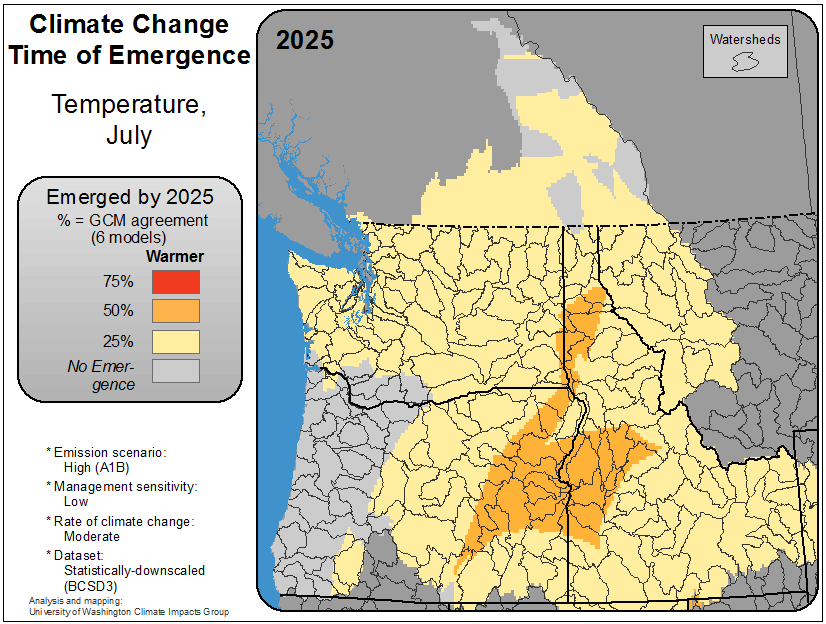 Climate Change
Time of Emergence
Temperature,
July
Emerged by 2025
% = GCM agreement
(6 models)
Warmer
75%
50%
25%
No Emer-
gence
* Emission scenario:
High (A1B)
* Management sensitivity:
Low
* Rate of climate change:
Moderate
* Dataset:
Statistically-downscaled
(BCSD3)
Analysis and mapping:
University of Washington Climate Impacts Group
2025
Watersheds